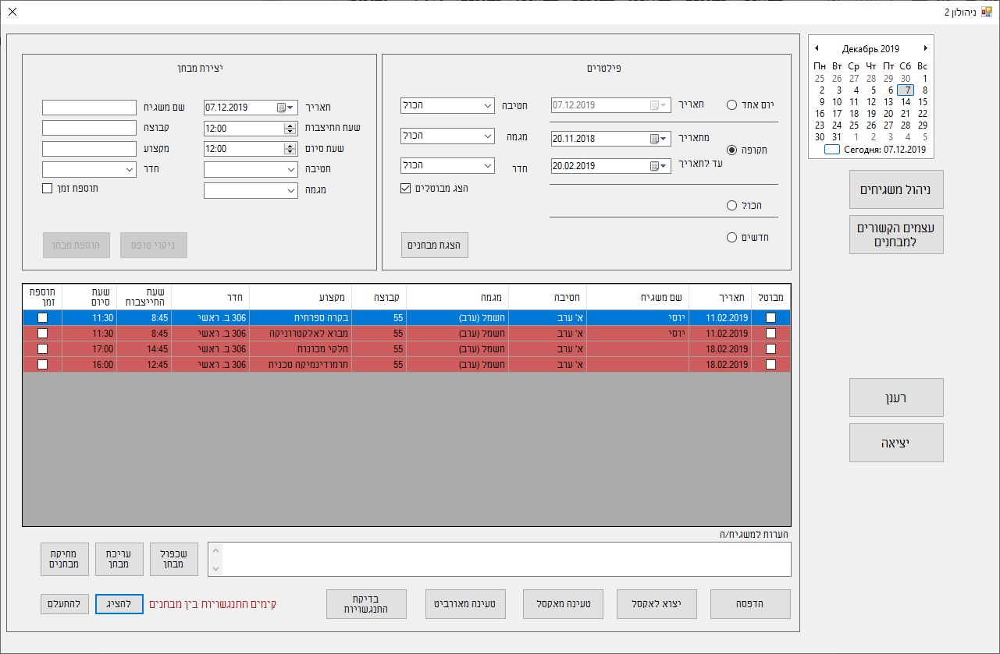 ניהולון 2
Декабрь 2019
Пн Вт Ср Чт Пт Сб Вс
25 26 27 28 29 30 1
2 3 4 5 6 7 8
9 10 11 12 13 14 15
16 17 18 19 20 21 22
23 24 25 26 27 28 29
30 31 1 2 3 4 5
Сегодня: 07.12.2019
ניהול משגיחים
עצמים הקשורים
למבחנים
רענן
יציאה
פילטרים
יום אחד
תאריך
07.12.2019
חטיבה
הכול
תקופה
מתאריך
20.11.2018
מגמה
הכול
עד לתאריך
20.02.2019
חדר
הכול
הצג מבוטלים
הכול
חדשים
הצגת מבחנים
יצירת מבחן
תאריך
07.12.2019
שם משגיח
שעת התיצבות
12:00
קבוצה
שעת סיום
12:00
מקצוע
חטיבה
חדר
מגמה
תוספת זמן
ניקוי טופס
הוספת מבחן
מבוטל תאריך שם משגיח חטיבה מגמה קבוצה מקצוע חדר שעת התייצבות שעת סיום תוספת זמן
11.02.2019 יוסי א' ערב חשמל (ערב) 55 בקרה ספרתית 306 ב. ראשי 8:45 11:30
11.02.2019 יוסי א' ערב חשמל (ערב) 55 מבוא לאלקטרוניקה 306 ב. ראשי 8:45 11:30
18.02.2019 א' ערב חשמל (ערב) 55 חלקי מכונות 306 ב. ראשי 14:45 17:00
18.02.2019 א' ערב חשמל (ערב) 55 תרמודינמיקה טכנית 306 ב. ראשי 12:45 16:00
הערות למשגיח/ה
שכפול
מבחן
עריכת
מבחן
מחיקת
מבחנים
הדפסה
יצוא לאקסל
טעינה מאקסל
טעינה מאורביט
בדיקת
התנגשויות
קימים התנגשויות בין מבחנים
להציג
להתעלם